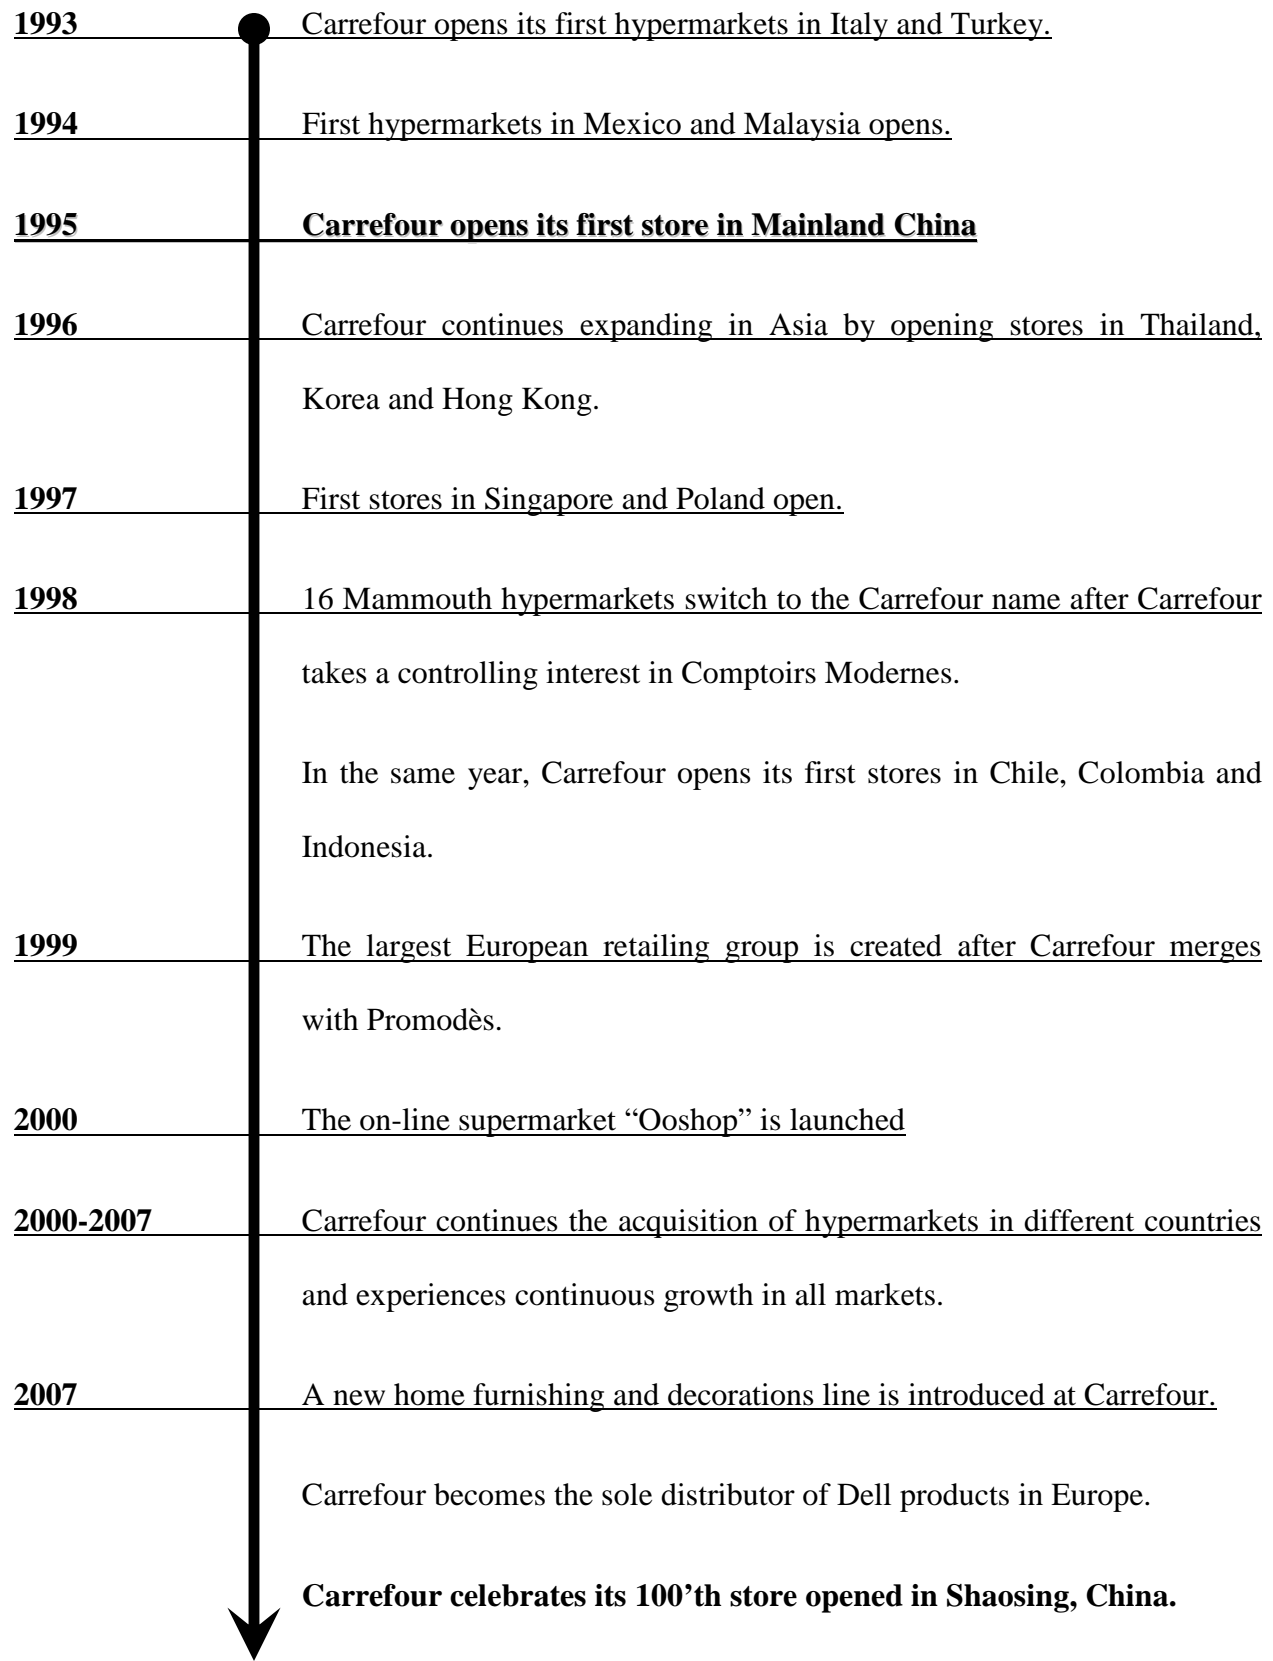 1993 Carrefour opens its first hypermarkets in Italy and Turkey.
1994 First hypermarkets in Mexico and Malaysia opens.
1995 Carrefour opens its first store in Mainland China
1996 Carrefour continues expanding in Asia by opening stores in Thailand,
Korea and Hong Kong.
1997 First stores in Singapore and Poland open.
1998 16 Mammouth hypermarkets switch to the Carrefour name after Carrefour
takes a controlling interest in Comptoirs Modernes.
In the same year, Carrefour opens its first stores in Chile, Colombia and
Indonesia.
1999 The largest European retailing group is created after Carrefour merges
with Promodès.
2000 The on-line supermarket “Ooshop” is launched
2000-2007 Carrefour continues the acquisition of hypermarkets in different countries
and experiences continuous growth in all markets.
2007 A new home furnishing and decorations line is introduced at Carrefour.
Carrefour becomes the sole distributor of Dell products in Europe.
Carrefour celebrates its 100’th store opened in Shaosing, China.